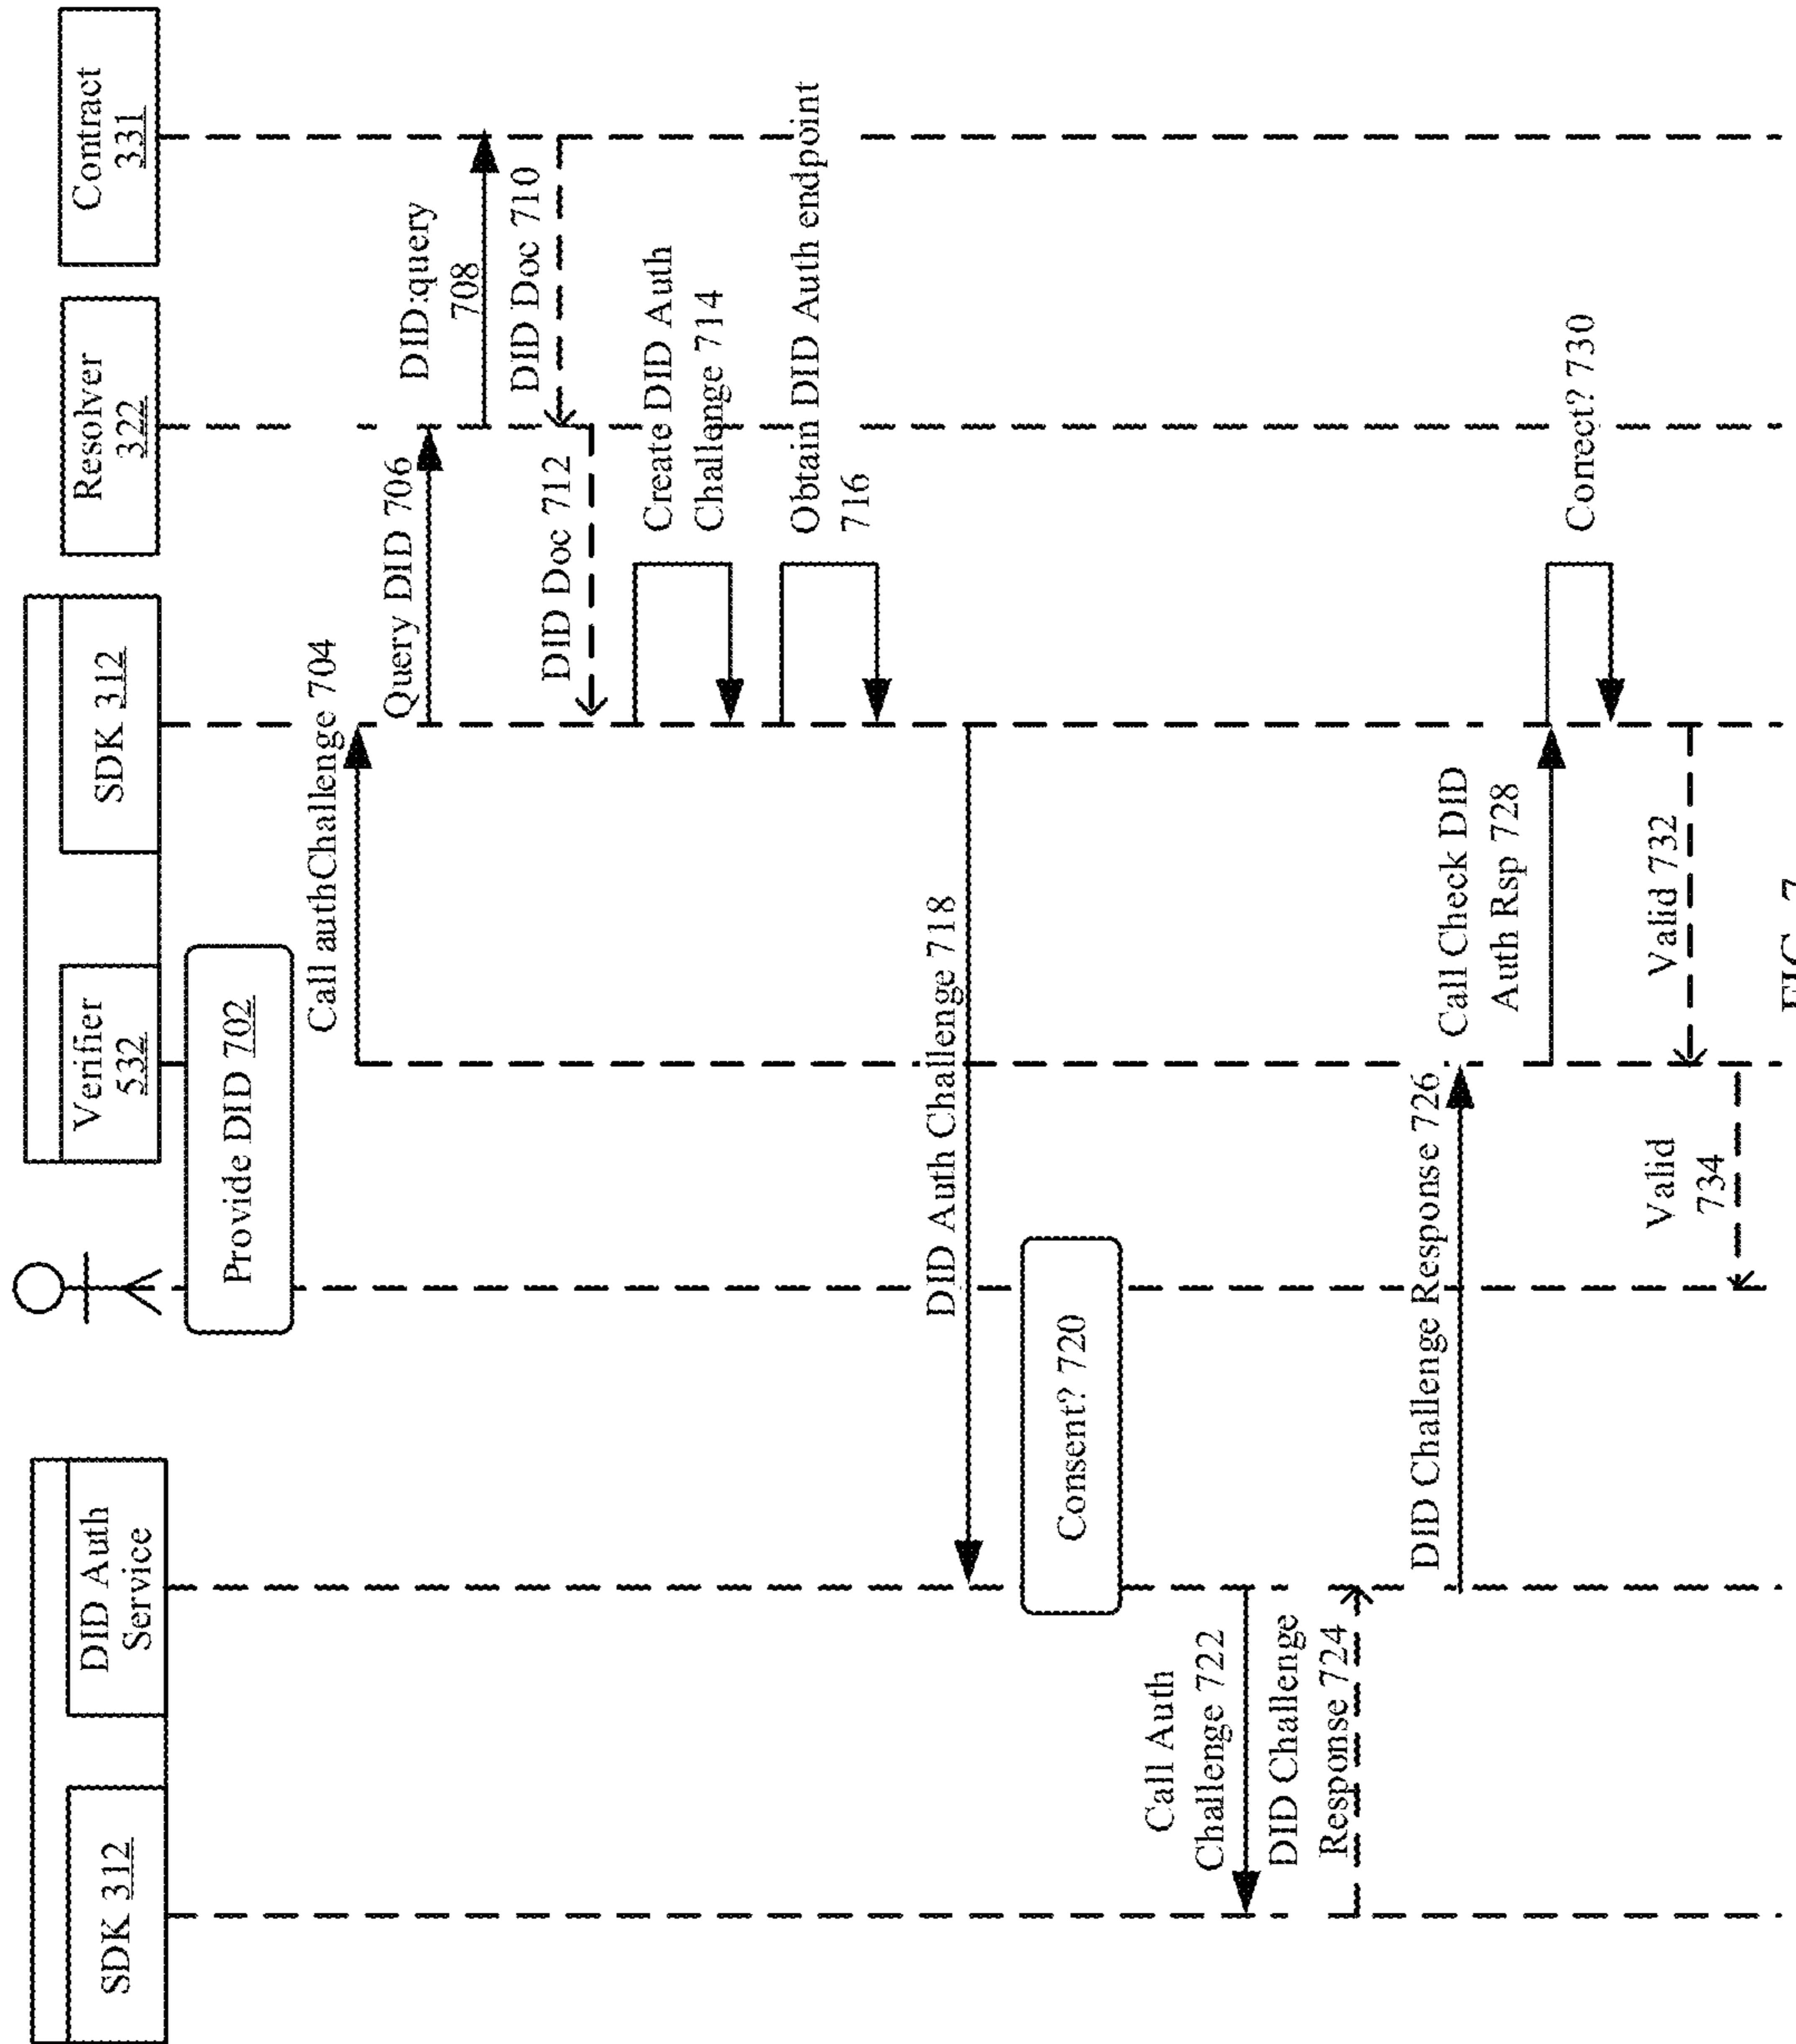 SDK 312
DID Auth
Service
Verifier
532
SDK 312
Resolver
322
Contract
331
Provide DID 702
Call authChallenge 704
Query DID 706
DID:query
708
DID Doc 710
DID Doc 712
Create DID Auth
Challenge 714
Obtain DID Auth endpoint
716
DID Auth Challenge 718
Consent? 720
Call Auth
Challenge 722
DID Challenge
Response 724
DID Challenge Response 726
Call Check DID
Auth Rsp 728
Correct? 730
Valid 732
Valid
734
FIG. 7